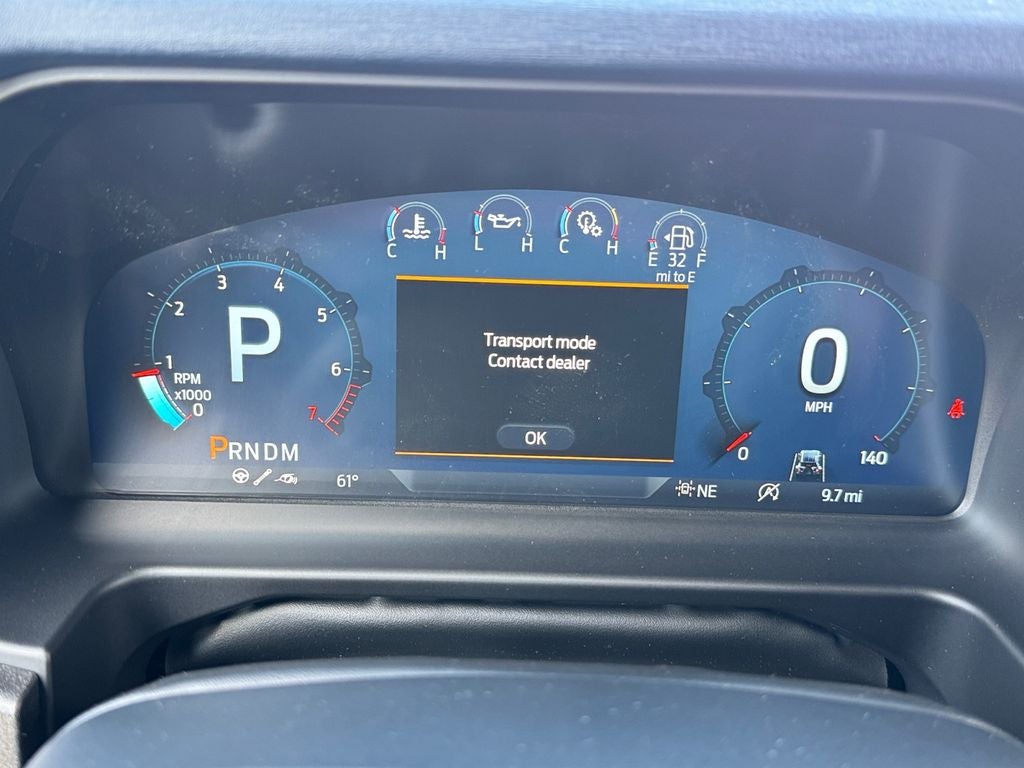 C H
L H
C H
E 32 F
mi to E
1 2 3 4 5 6 7
P
RPM
x1000
0
PRNDM
61°
Transport mode
Contact dealer
OK
0
MPH
0 140
NE
9.7 mi